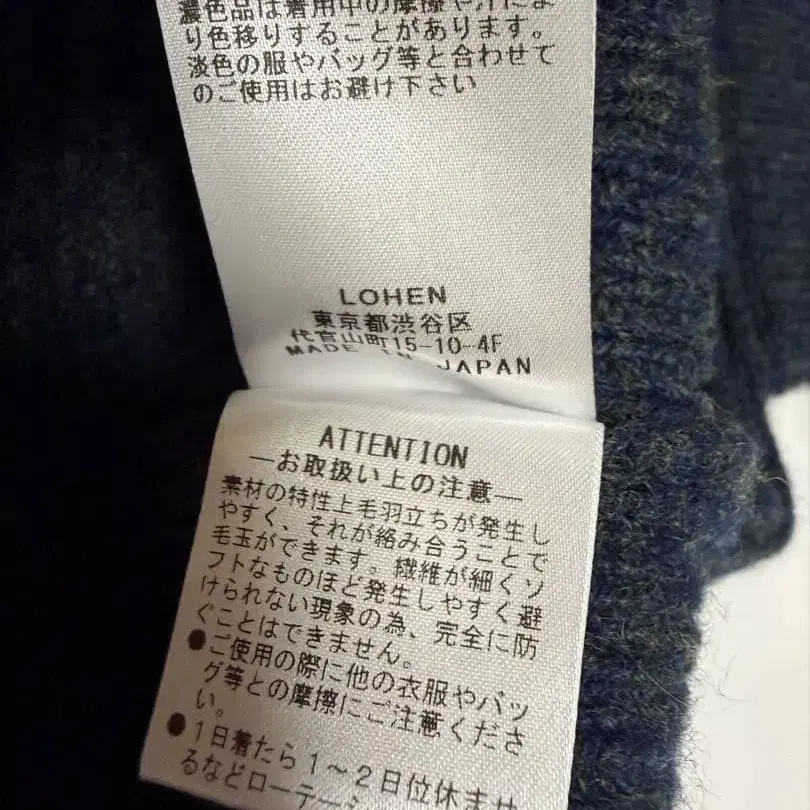 濃色品は着用中の摩擦や汗によ
り色移りすることがあります。
淡色の服やバッグ等と合わせて
のご使用はお避け下さい
LOHEN
東京都渋谷区
代官山町15-10-4F
MADE IN JAPAN
ATTENTION
―お取扱い上の注意―
素材の特性上毛羽立ちが発生し
やすく、それが絡み合うことで
毛玉ができます。繊維が細くソ
フトなものほど発生しやすく避
けられない現象の為、完全に防
ぐことはできません。
●ご使用の際に他の衣服やバッ
グ等との摩擦にご注意くださ
い。
●1日着たら1～2日位休ませ
るなどローテーシ